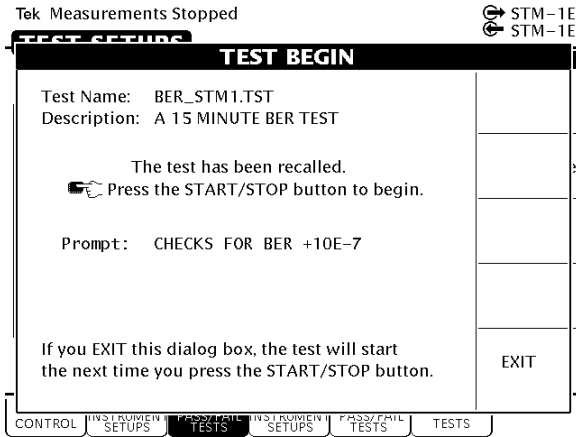 Tek Measurements Stopped
STM-1E
STM-1E
TEST SETUPS
TEST BEGIN
Test Name: BER_STM1.TST
Description: A 15 MINUTE BER TEST
The test has been recalled.
Press the START/STOP button to begin.
Prompt: CHECKS FOR BER +10E-7
If you EXIT this dialog box, the test will start
the next time you press the START/STOP button.
EXIT
CONTROL
INSTRUMENT
SETUPS
PASS/FAIL
TESTS
INSTRUMENT
SETUPS
PASS/FAIL
TESTS
TESTS